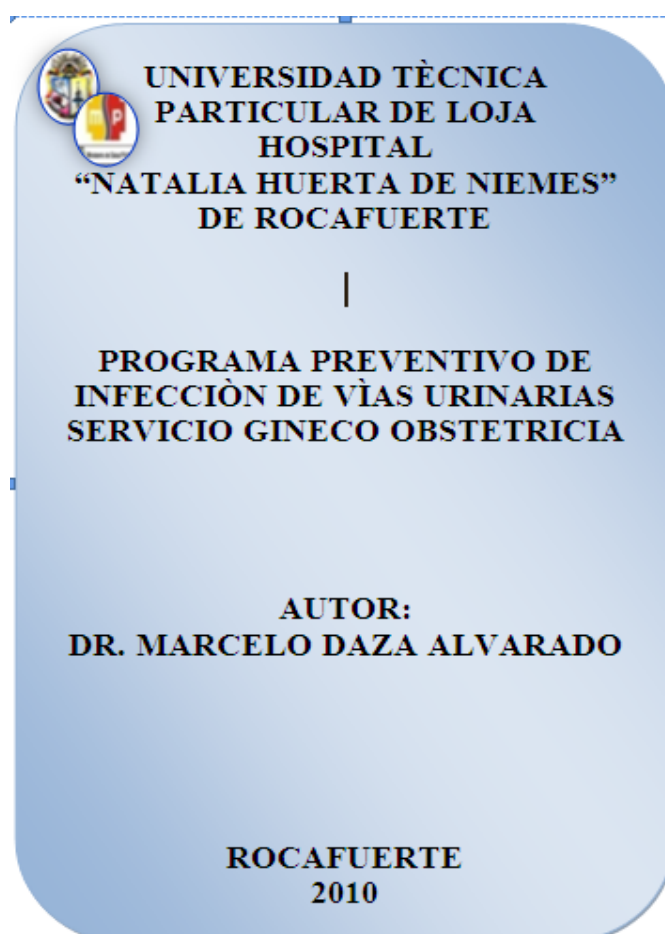 UNIVERSIDAD TÈCNICA
PARTICULAR DE LOJA
HOSPITAL
“NATALIA HUERTA DE NIEMES”
DE ROCAFUERTE
PROGRAMA PREVENTIVO DE
INFECCIÒN DE VÌAS URINARIAS
SERVICIO GINECO OBSTETRICIA
AUTOR:
DR. MARCELO DAZA ALVARADO
ROCAFUERTE
2010